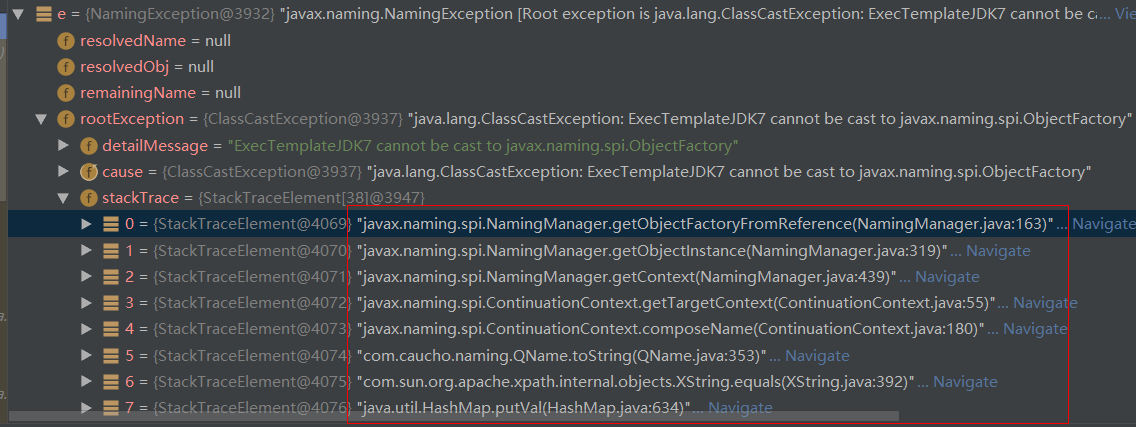 e = {NamingException@3932} "javax.naming.NamingException [Root exception is java.lang.ClassCastException: ExecTemplateJDK7 cannot be ca... Vie
resolvedName = null
resolvedObj = null
remainingName = null
rootException = {ClassCastException@3937} "java.lang.ClassCastException: ExecTemplateJDK7 cannot be cast to javax.naming.spi.ObjectFactory"
detailMessage = "ExecTemplateJDK7 cannot be cast to javax.naming.spi.ObjectFactory"
cause = {ClassCastException@3937} "java.lang.ClassCastException: ExecTemplateJDK7 cannot be cast to javax.naming.spi.ObjectFactory"
stackTrace = {StackTraceElement[38]@3947}
0 = {StackTraceElement@4069} "javax.naming.spi.NamingManager.getObjectFactoryFromReference(NamingManager.java:163)"... Navigate
1 = {StackTraceElement@4070} "javax.naming.spi.NamingManager.getObjectInstance(NamingManager.java:319)"... Navigate
2 = {StackTraceElement@4071} "javax.naming.spi.NamingManager.getContext(NamingManager.java:439)"... Navigate
3 = {StackTraceElement@4072} "javax.naming.spi.ContinuationContext.getTargetContext(ContinuationContext.java:55)"... Navigate
4 = {StackTraceElement@4073} "javax.naming.spi.ContinuationContext.composeName(ContinuationContext.java:180)"... Navigate
5 = {StackTraceElement@4074} "com.caucho.naming.QName.toString(QName.java:353)"... Navigate
6 = {StackTraceElement@4075} "com.sun.org.apache.xpath.internal.objects.XString.equals(XString.java:392)"... Navigate
7 = {StackTraceElement@4076} "java.util.HashMap.putVal(HashMap.java:634)"... Navigate